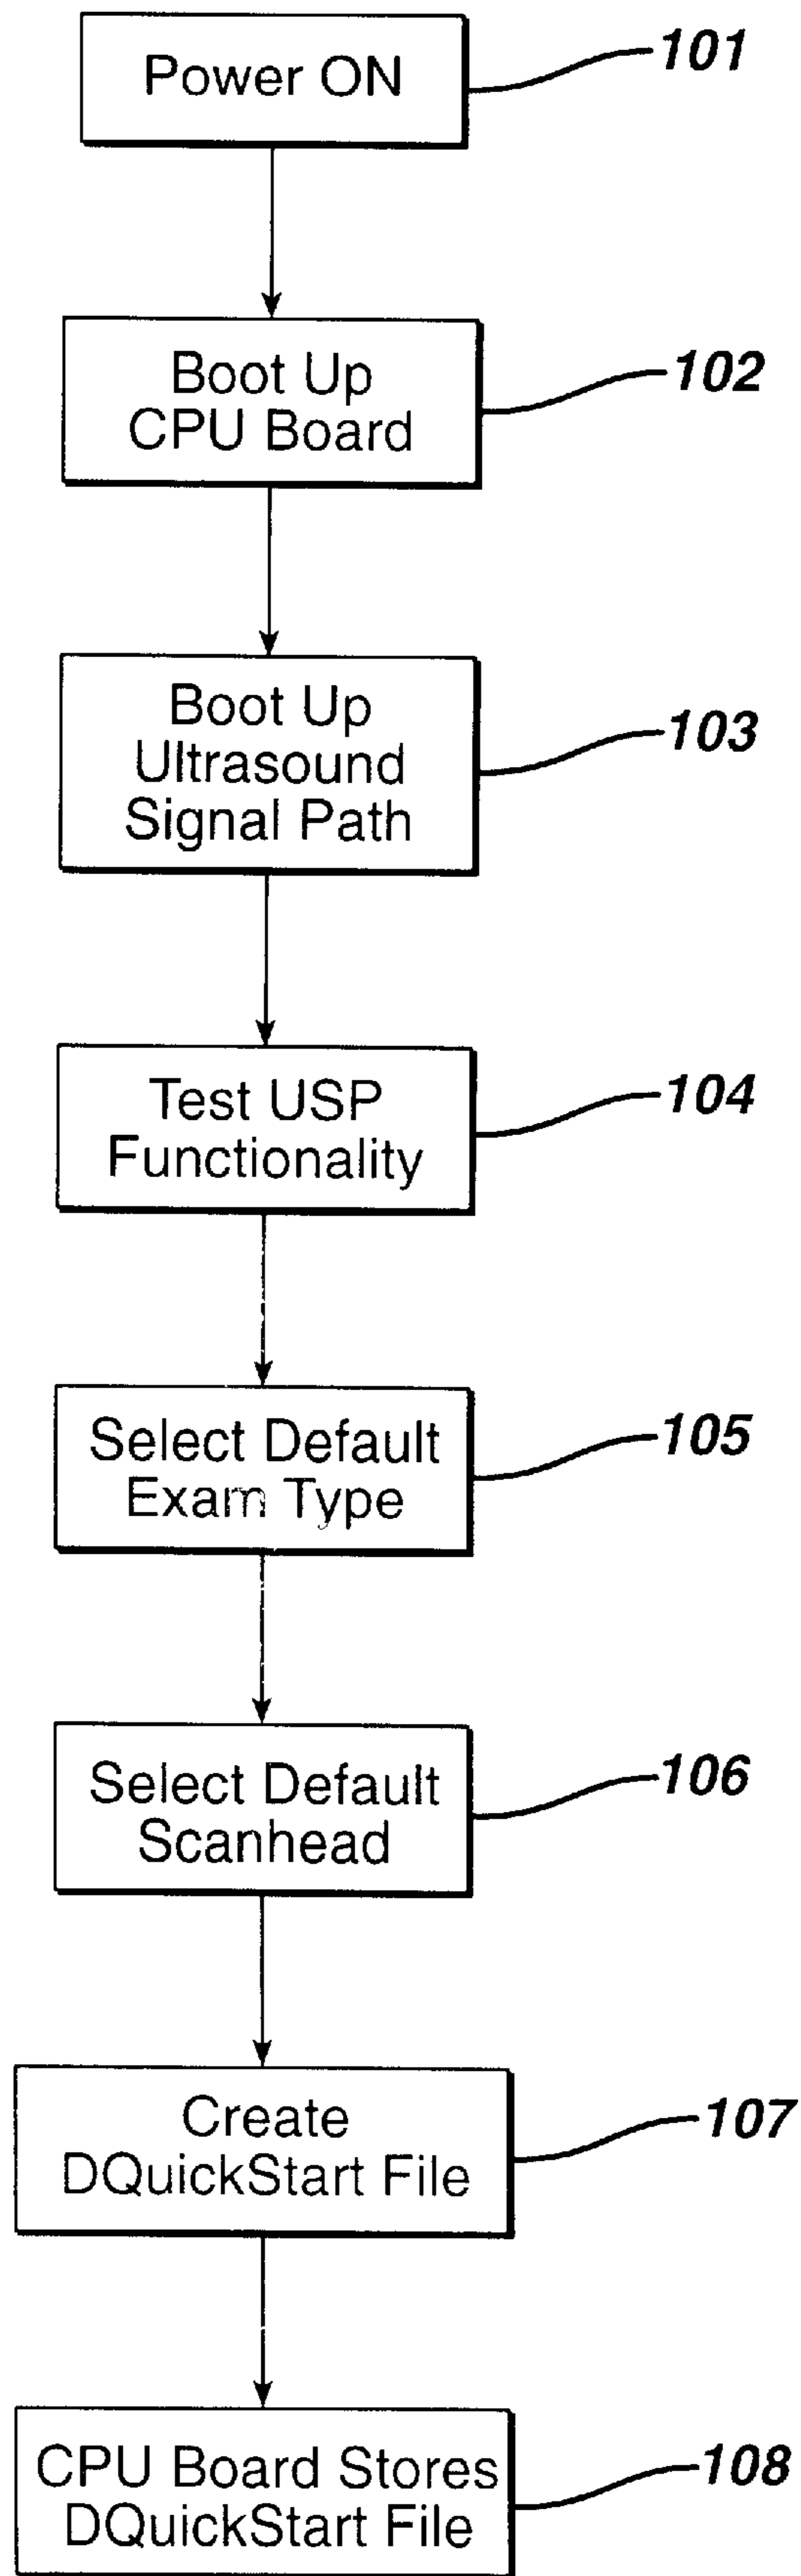 Power ON
101
Boot Up
CPU Board
102
Boot Up
Ultrasound
Signal Path
103
Test USP
Functionality
104
Select Default
Exam Type
105
Select Default
Scanhead
106
Create
DQuickStart File
107
CPU Board Stores
DQuickStart File
108